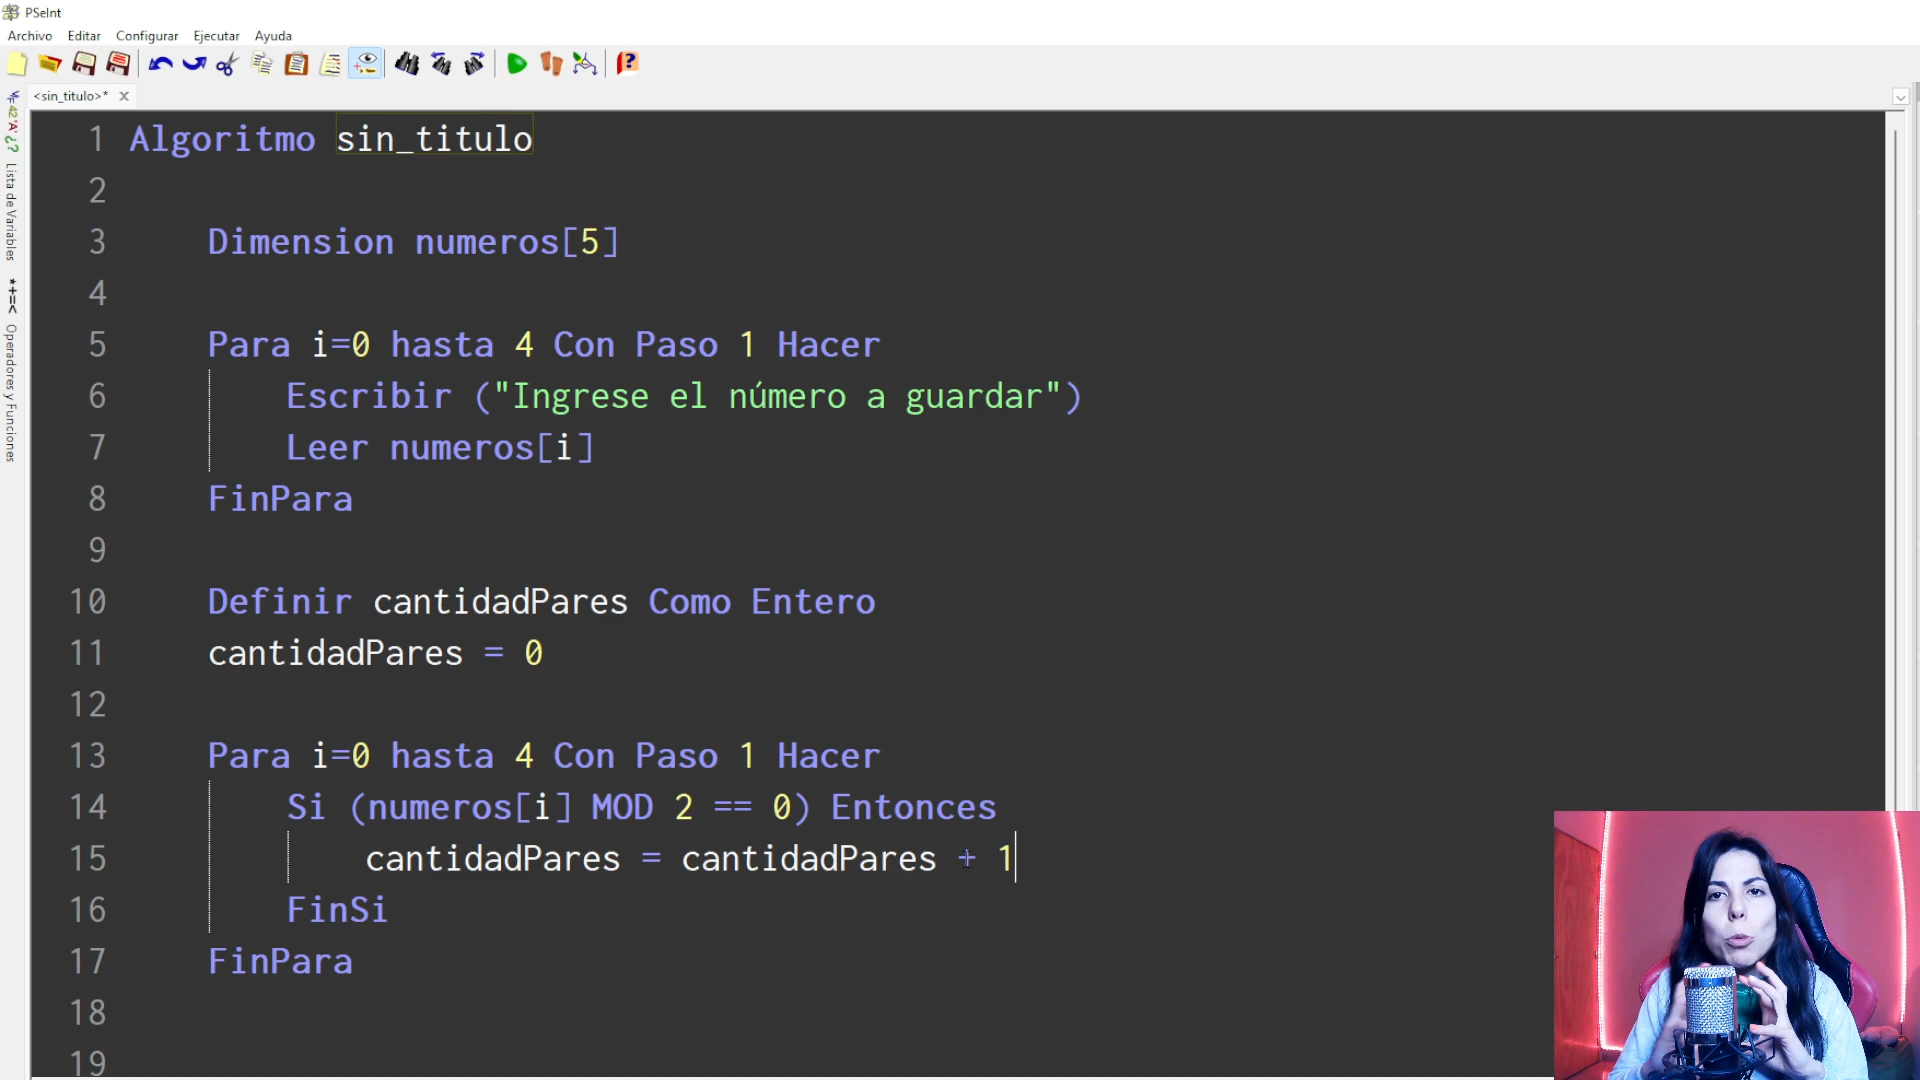 PSeInt
Archivo Editar Configurar Ejecutar Ayuda
<sin_titulo>* ×
Lista de Variables
*+=< Operadores y Funciones
1 Algoritmo sin_titulo
2
3 Dimension numeros[5]
4
5 Para i=0 hasta 4 Con Paso 1 Hacer
6 Escribir ("Ingrese el número a guardar")
7 Leer numeros[i]
8 FinPara
9
10 Definir cantidadPares Como Entero
11 cantidadPares = 0
12
13 Para i=0 hasta 4 Con Paso 1 Hacer
14 Si (numeros[i] MOD 2 == 0) Entonces
15 cantidadPares = cantidadPares + 1
16 FinSi
17 FinPara
18
19